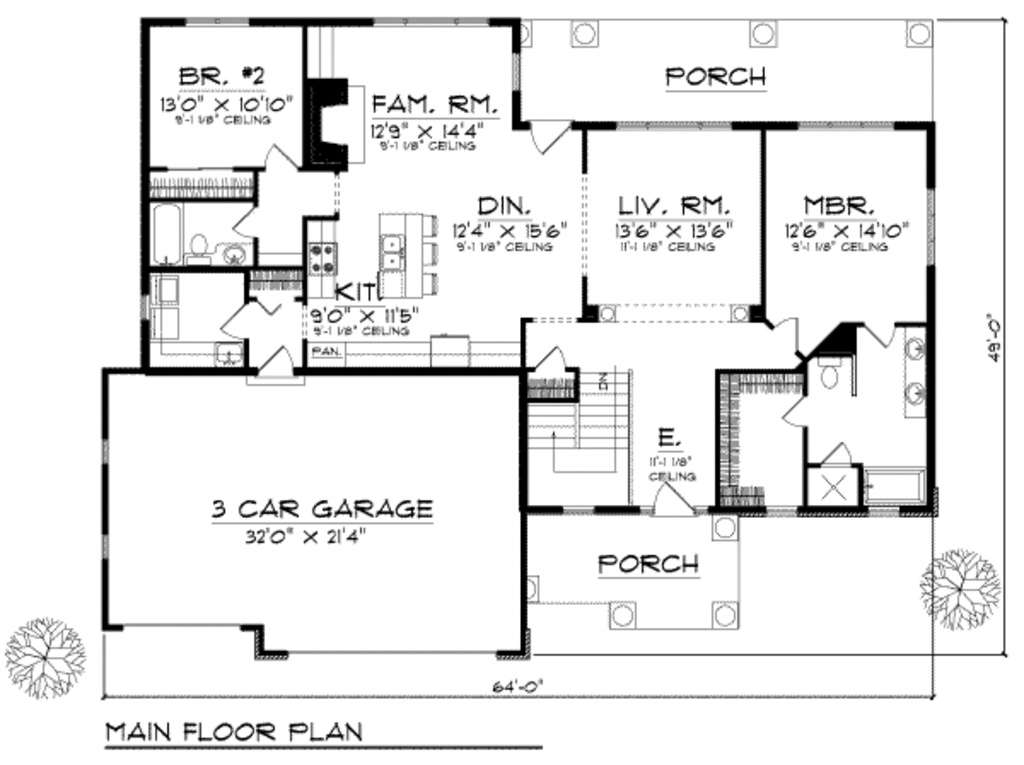 PORCH
BR. #2
13'0" X 10'10"
9'-1 1/8" CEILING
FAM. RM.
12'9" X 14'4"
9'-1 1/8" CEILING
DIN.
12'4" X 15'6"
9'-1 1/8" CEILING
LIV. RM.
13'6" X 13'6"
11'-1 1/8" CEILING
MBR.
12'6" X 14'10"
9'-1 1/8" CEILING
KIT.
9'0" X 11'5"
9'-1 1/8" CEILING
PAN.
DN
E.
11'-1 1/8"
CEILING
49'-0"
3 CAR GARAGE
32'0" X 21'4"
PORCH
64'-0"
MAIN FLOOR PLAN